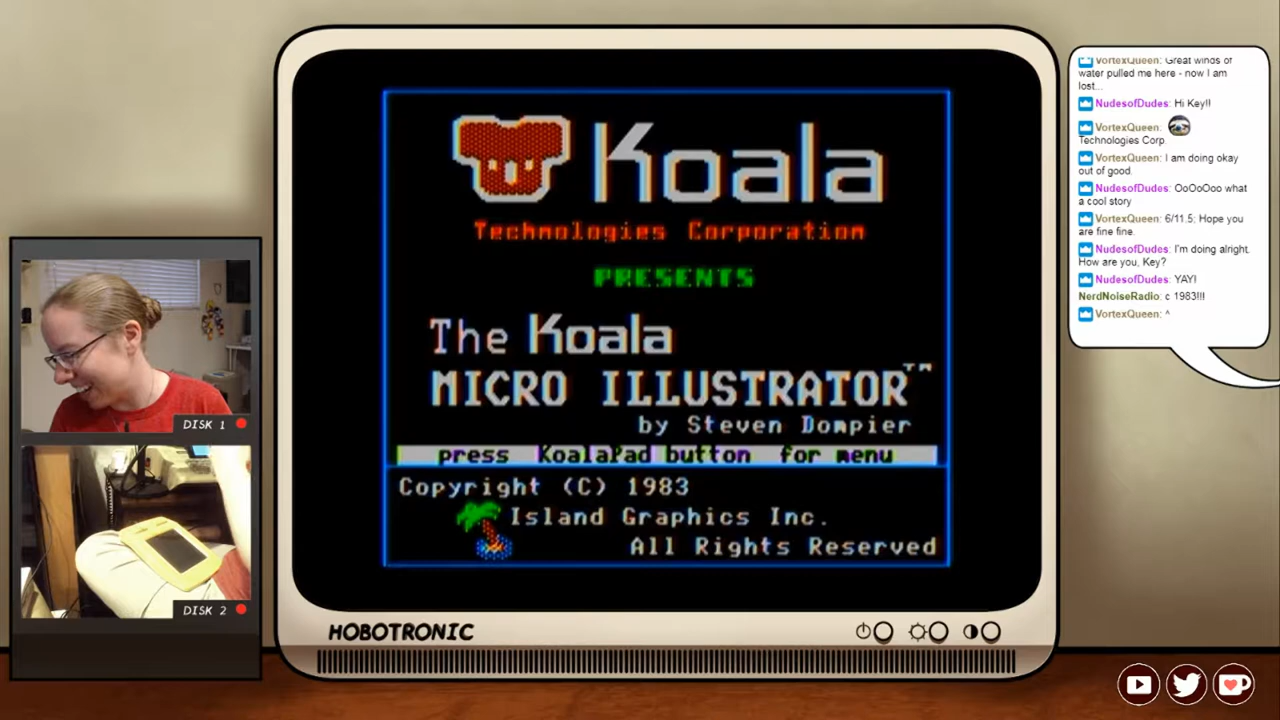 Koala
Technologies Corporation
PRESENTS
The Koala
MICRO ILLUSTRATOR™
by Steven Dompier
press KoalaPad button for menu
Copyright (C) 1983
Island Graphics Inc.
All Rights Reserved
HOBOTRONIC
DISK 1
DISK 2
VortexQueen: Great winds of
water pulled me here - now I am
lost...
NudesofDudes: Hi Key!!
VortexQueen:
Technologies Corp.
VortexQueen: I am doing okay
out of good.
NudesofDudes: OoOoOoo what
a cool story
VortexQueen: 6/11.5; Hope you
are fine fine.
NudesofDudes: I'm doing alright.
How are you, Key?
NudesofDudes: YAY!
NerdNoiseRadio: c 1983!!!
VortexQueen: ^